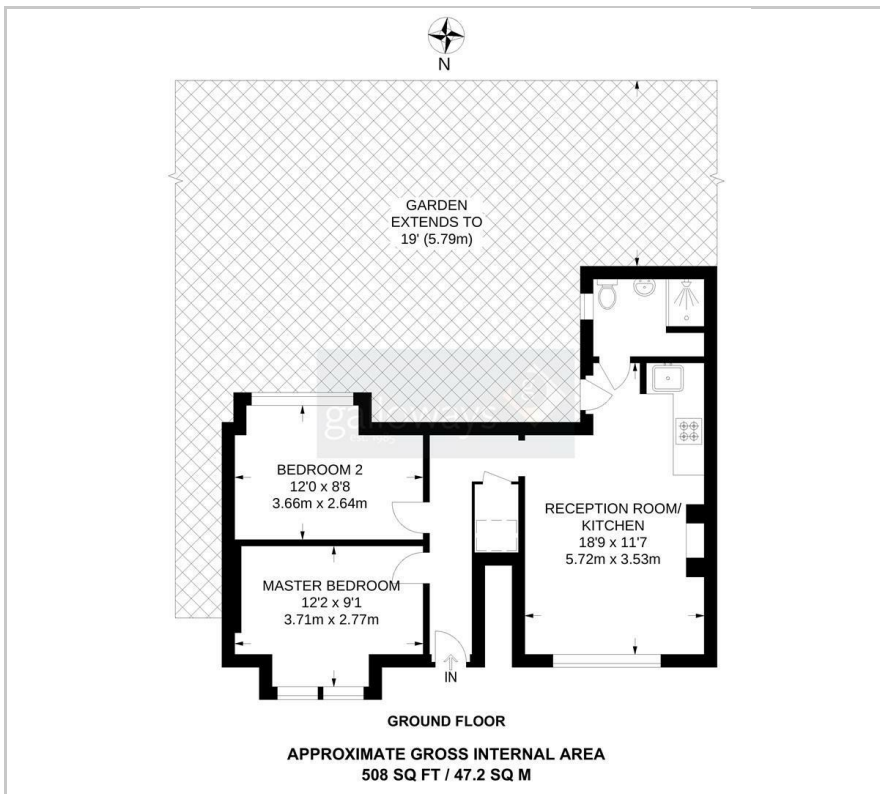 N
GARDEN
EXTENDS TO
19' (5.79m)
galloways
BEDROOM 2
12'0 x 8'8
3.66m x 2.64m
RECEPTION ROOM/
KITCHEN
18'9 x 11'7
5.72m x 3.53m
MASTER BEDROOM
12'2 x 9'1
3.71m x 2.77m
IN
GROUND FLOOR
APPROXIMATE GROSS INTERNAL AREA
508 SQ FT / 47.2 SQ M